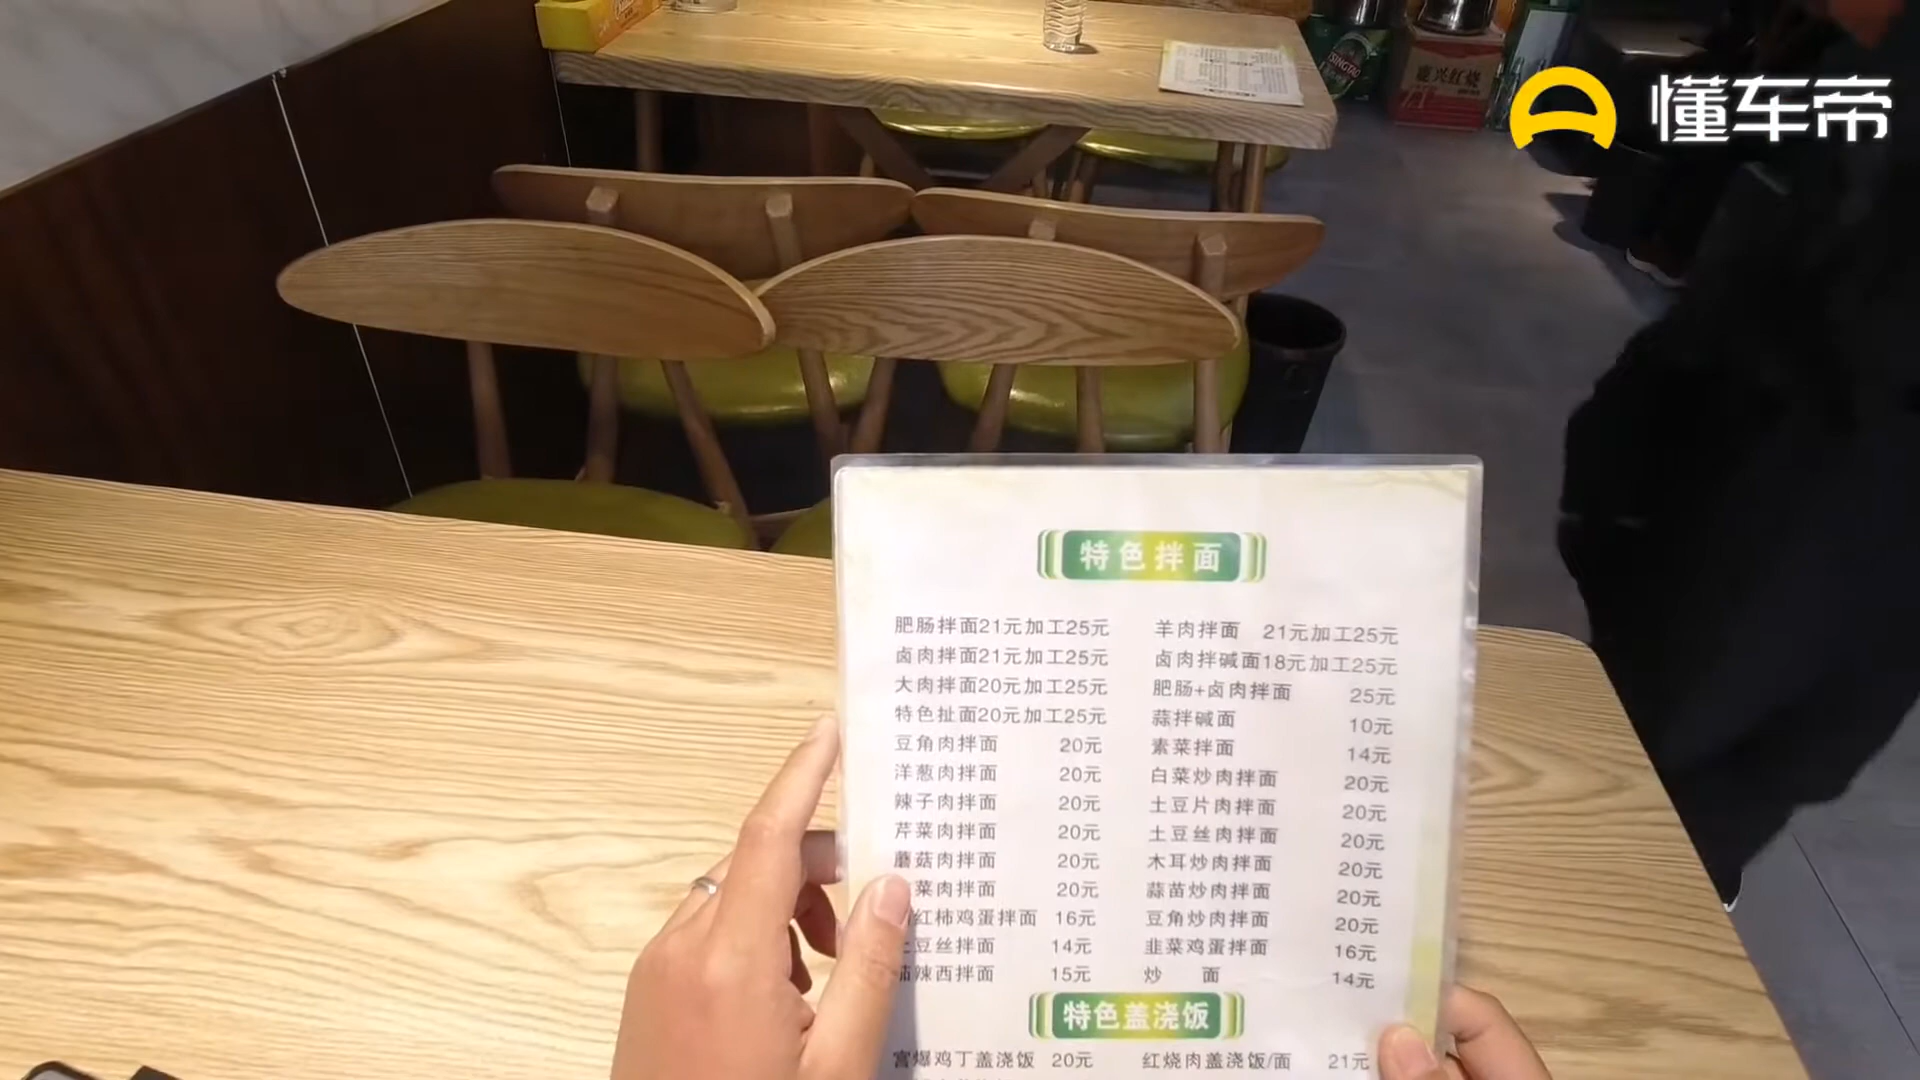 懂车帝
TSINGTAO
嘉兴红烧
特色拌面
肥肠拌面21元加工25元
卤肉拌面21元加工25元
大肉拌面20元加工25元
特色扯面20元加工25元
豆角肉拌面 20元
洋葱肉拌面 20元
辣子肉拌面 20元
芹菜肉拌面 20元
蘑菇肉拌面 20元
菜肉拌面 20元
红柿鸡蛋拌面 16元
土豆丝拌面 14元
茄辣西拌面 15元
羊肉拌面 21元加工25元
卤肉拌碱面18元加工25元
肥肠+卤肉拌面 25元
蒜拌碱面 10元
素菜拌面 14元
白菜炒肉拌面 20元
土豆片肉拌面 20元
土豆丝肉拌面 20元
木耳炒肉拌面 20元
蒜苗炒肉拌面 20元
豆角炒肉拌面 20元
韭菜鸡蛋拌面 16元
炒 面 14元
特色盖浇饭
宫爆鸡丁盖浇饭 20元
红烧肉盖浇饭/面 21元